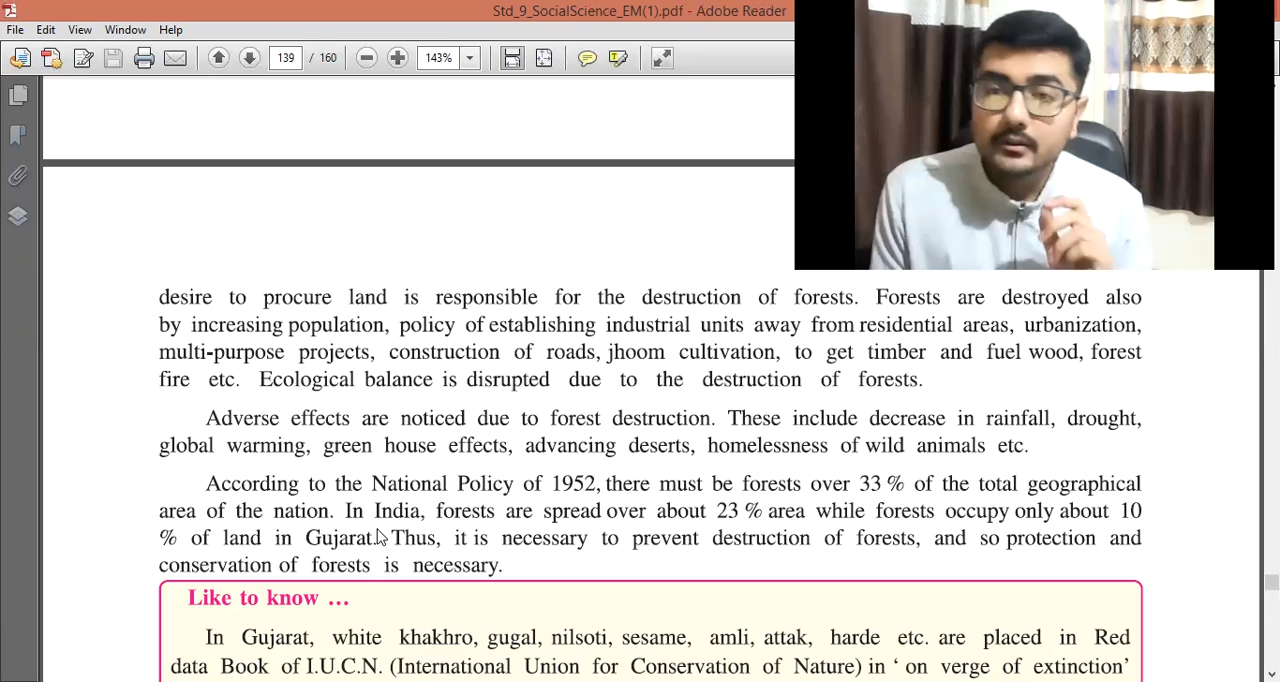 Std_9_SocialScience_EM(1).pdf - Adobe Reader
File Edit View Window Help
139 / 160 143%
desire to procure land is responsible for the destruction of forests. Forests are destroyed also
by increasing population, policy of establishing industrial units away from residential areas, urbanization,
multi-purpose projects, construction of roads, jhoom cultivation, to get timber and fuel wood, forest
fire etc. Ecological balance is disrupted due to the destruction of forests.
Adverse effects are noticed due to forest destruction. These include decrease in rainfall, drought,
global warming, green house effects, advancing deserts, homelessness of wild animals etc.
According to the National Policy of 1952, there must be forests over 33 % of the total geographical
area of the nation. In India, forests are spread over about 23 % area while forests occupy only about 10
% of land in Gujarat. Thus, it is necessary to prevent destruction of forests, and so protection and
conservation of forests is necessary.
Like to know ...
In Gujarat, white khakhro, gugal, nilsoti, sesame, amli, attak, harde etc. are placed in Red
data Book of I.U.C.N. (International Union for Conservation of Nature) in ‘ on verge of extinction’